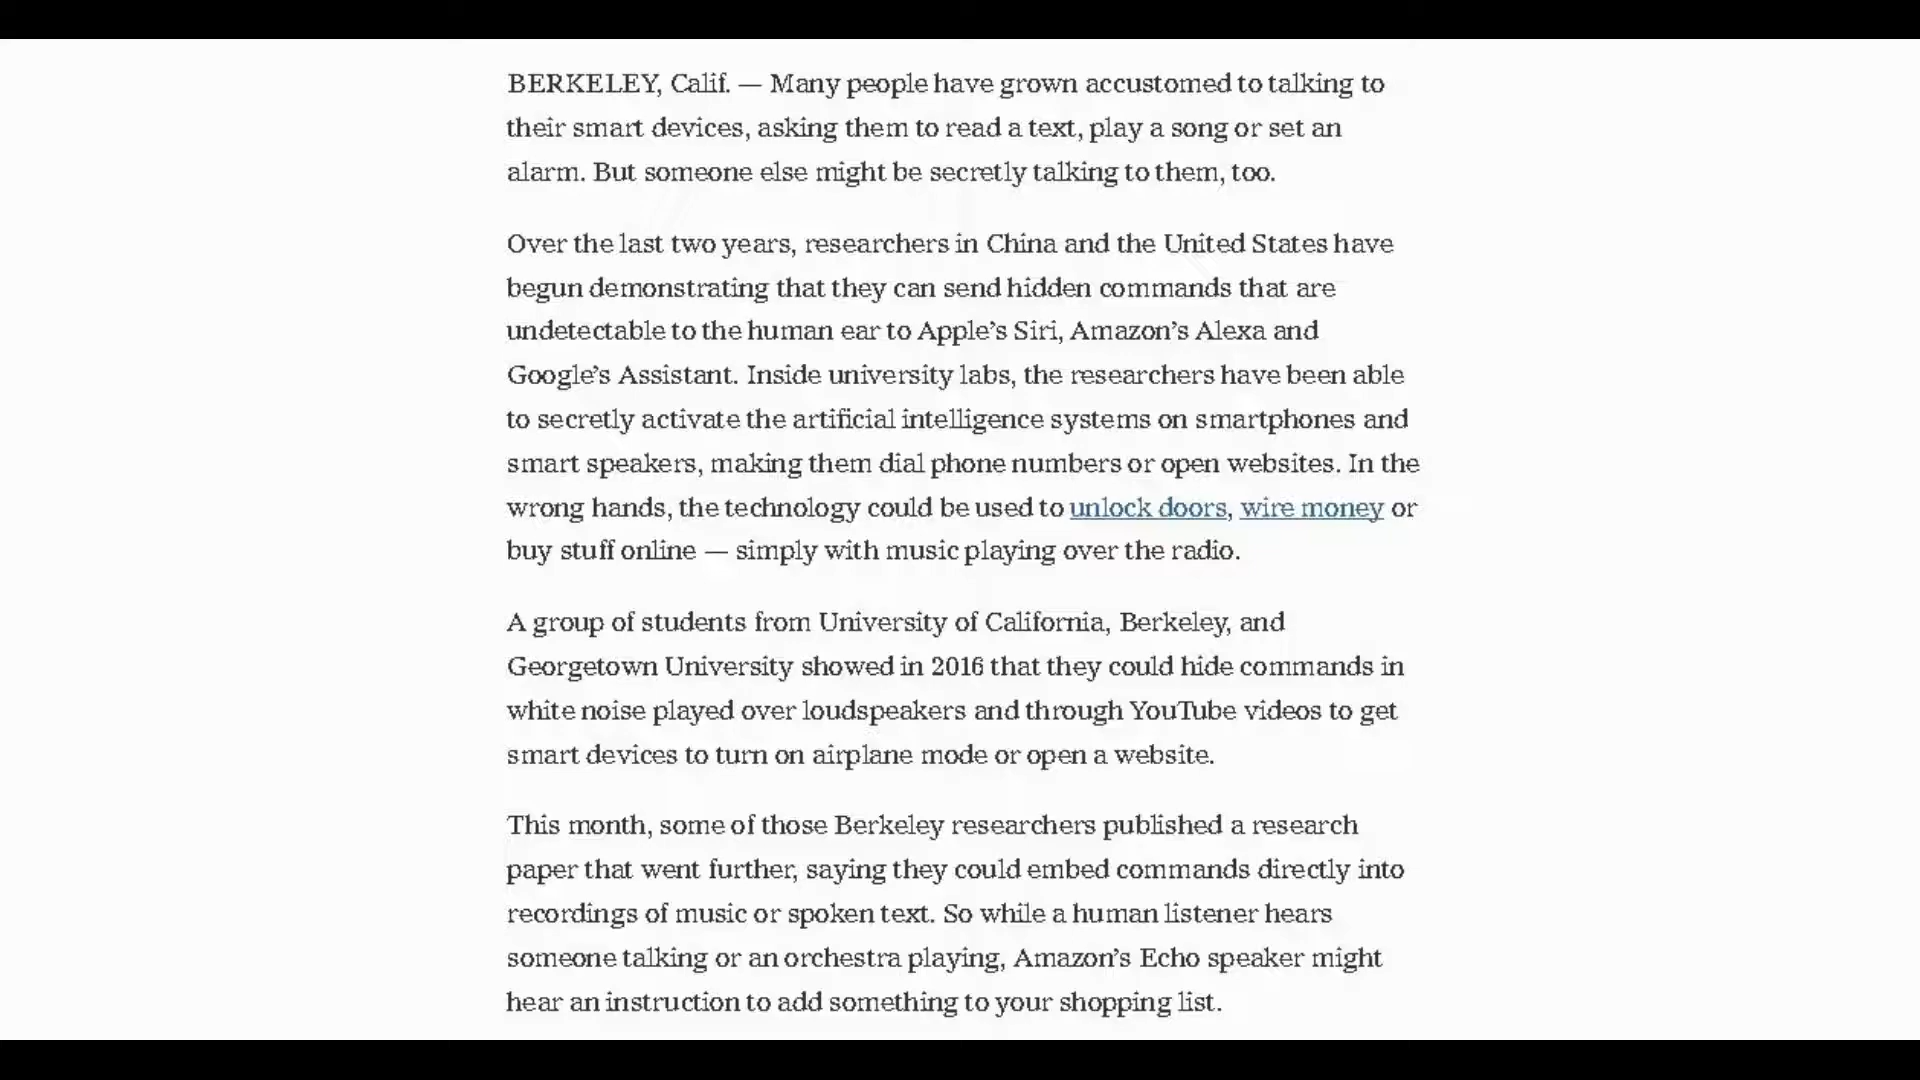 BERKELEY, Calif. — Many people have grown accustomed to talking to
their smart devices, asking them to read a text, play a song or set an
alarm. But someone else might be secretly talking to them, too.
Over the last two years, researchers in China and the United States have
begun demonstrating that they can send hidden commands that are
undetectable to the human ear to Apple’s Siri, Amazon’s Alexa and
Google’s Assistant. Inside university labs, the researchers have been able
to secretly activate the artificial intelligence systems on smartphones and
smart speakers, making them dial phone numbers or open websites. In the
wrong hands, the technology could be used to unlock doors, wire money or
buy stuff online — simply with music playing over the radio.
A group of students from University of California, Berkeley, and
Georgetown University showed in 2016 that they could hide commands in
white noise played over loudspeakers and through YouTube videos to get
smart devices to turn on airplane mode or open a website.
This month, some of those Berkeley researchers published a research
paper that went further, saying they could embed commands directly into
recordings of music or spoken text. So while a human listener hears
someone talking or an orchestra playing, Amazon’s Echo speaker might
hear an instruction to add something to your shopping list.